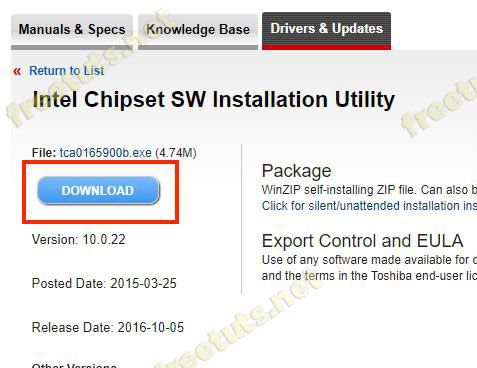 Manuals & Specs
Knowledge Base
Drivers & Updates
« Return to List
Intel Chipset SW Installation Utility
File: tca0165900b.exe (4.74M)
DOWNLOAD
Version: 10.0.22
Posted Date: 2015-03-25
Release Date: 2016-10-05
Other Versions
Package
WinZIP self-installing ZIP file. Can also b
Click for silent/unattended installation ins
Export Control and EULA
Use of any software made available for d
and the terms in the Toshiba end-user lic
freetuts.net
freetuts.net
freetuts.net
freetuts.net